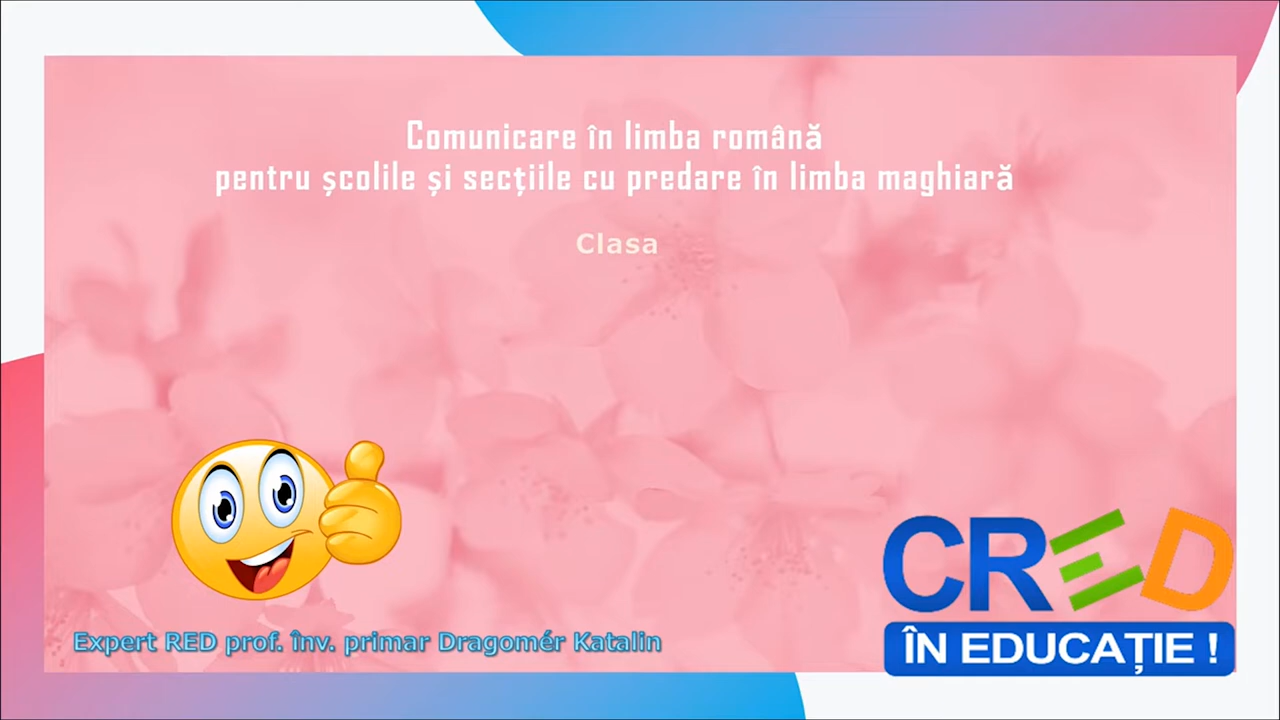 Comunicare în limba română
pentru școlile și secțiile cu predare în limba maghiară
Clasa
Expert RED prof. înv. primar Dragomér Katalin
CRED
ÎN EDUCAȚIE !